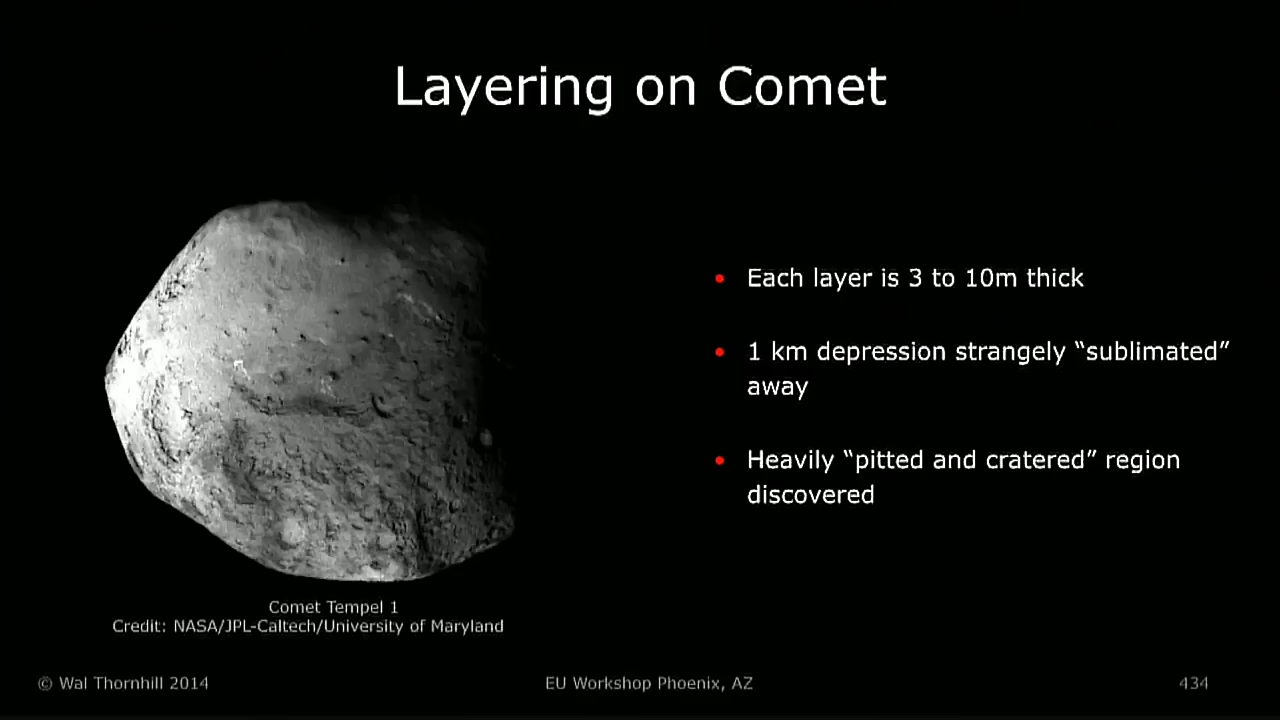 Layering on Comet
• Each layer is 3 to 10m thick
• 1 km depression strangely “sublimated”
away
• Heavily “pitted and cratered” region
discovered
Comet Tempel 1
Credit: NASA/JPL-Caltech/University of Maryland
© Wal Thornhill 2014
EU Workshop Phoenix, AZ
434